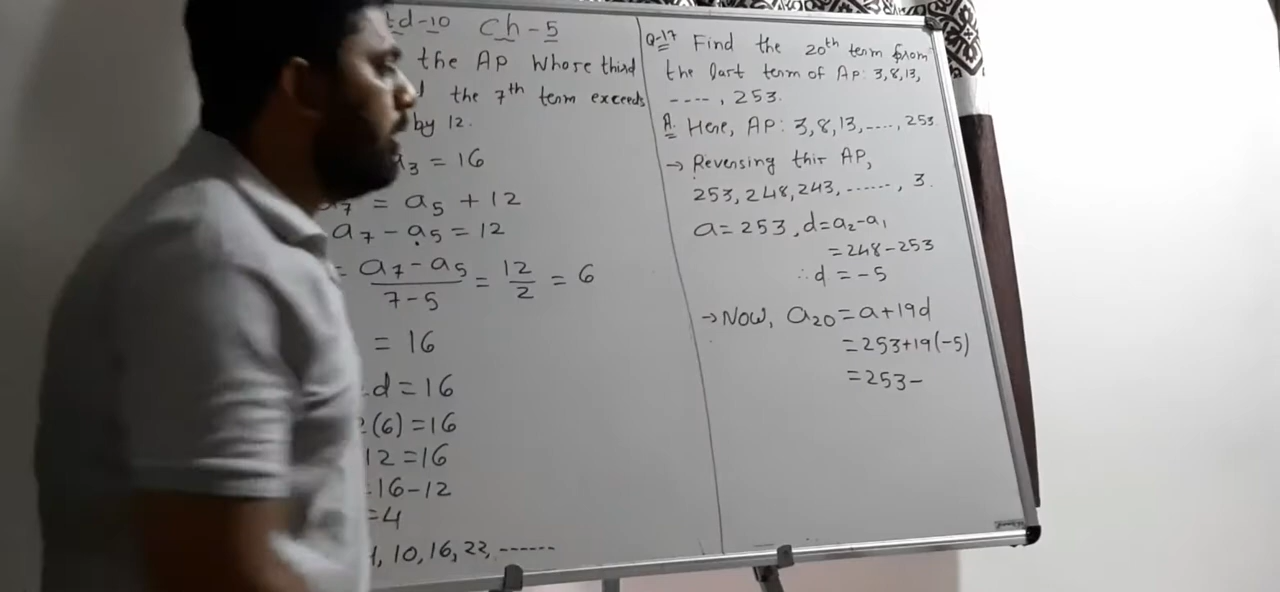 td-10 Ch-5
the AP whose third
the 7th term exceeds
by 12.
a₃ = 16
a₇ = a₅ + 12
a₇ - a₅ = 12
= a₇ - a₅ / 7-5 = 12/2 = 6
= 16
d = 16
(6) = 16
12 = 16
= 16-12
= 4
10, 16, 22, ------
Q-17 Find the 20th term from
the last term of AP: 3, 8, 13,
----, 253.
A. Here, AP: 3, 8, 13, ----, 253
→ Reversing this AP,
253, 248, 243, ------, 3.
a = 253, d = a₂-a₁
= 248-253
∴ d = -5
→ Now, a₂₀ = a+19d
= 253+19(-5)
= 253-